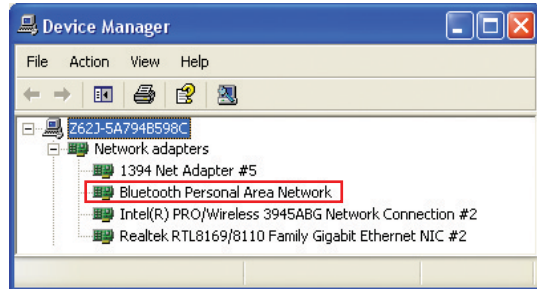 Device Manager
File Action View Help
Z62J-5A794B598C
Network adapters
1394 Net Adapter #5
Bluetooth Personal Area Network
Intel(R) PRO/Wireless 3945ABG Network Connection #2
Realtek RTL8169/8110 Family Gigabit Ethernet NIC #2